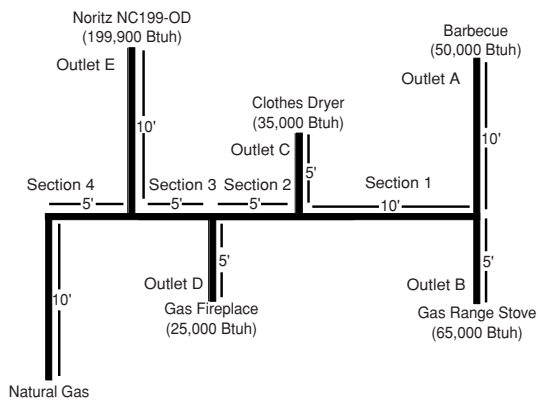 Noritz NC199-OD
(199,900 Btuh)
Outlet E
10'
Barbecue
(50,000 Btuh)
Outlet A
10'
Clothes Dryer
(35,000 Btuh)
Outlet C
5'
Section 4
5'
Section 3
5'
Section 2
5'
Section 1
10'
10'
Natural Gas
Outlet D
5'
Gas Fireplace
(25,000 Btuh)
Outlet B
5'
Gas Range Stove
(65,000 Btuh)